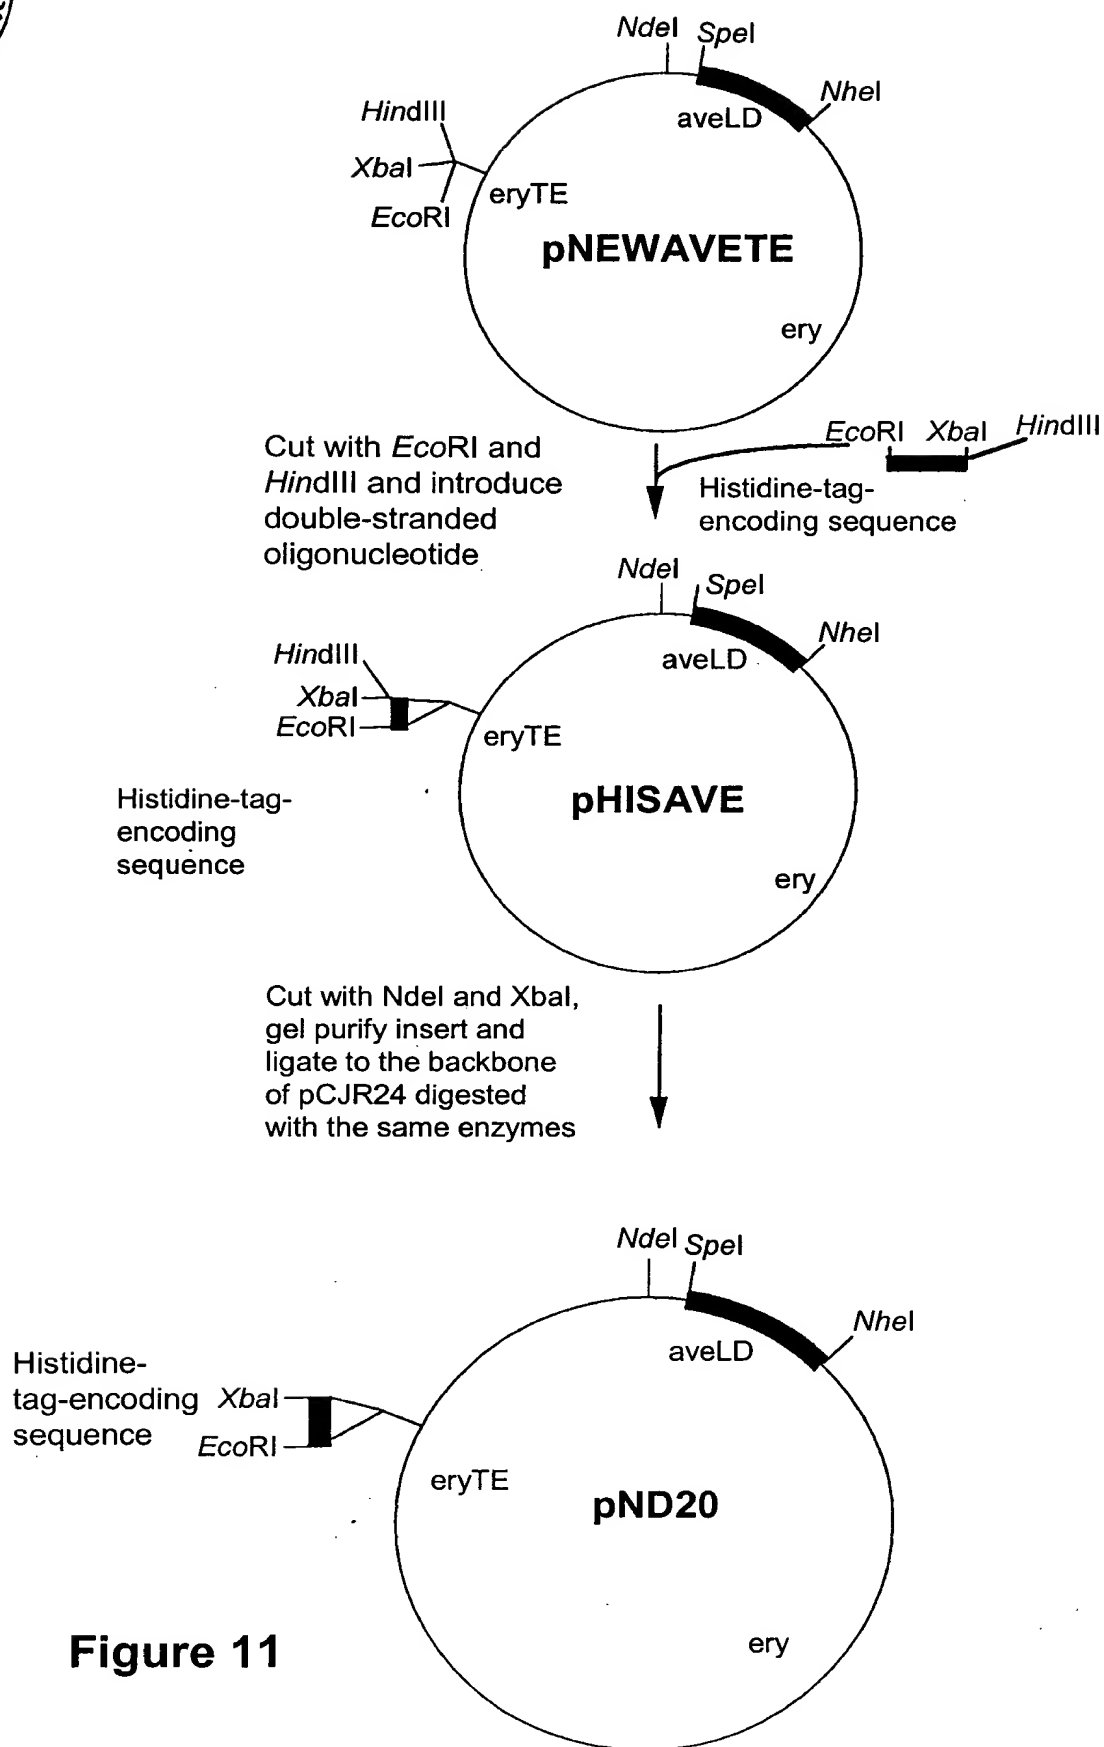 NdeI SpeI
NheI
HindIII
aveLD
XbaI
eryTE
EcoRI
pNEWAVETE
ery
EcoRI XbaI HindIII
Cut with EcoRI and
HindIII and introduce
double-stranded
oligonucleotide
Histidine-tag-
encoding sequence
NdeI SpeI
NheI
HindIII
aveLD
XbaI
EcoRI
eryTE
Histidine-tag-
encoding
sequence
pHISAVE
ery
Cut with NdeI and XbaI,
gel purify insert and
ligate to the backbone
of pCJR24 digested
with the same enzymes
NdeI SpeI
NheI
aveLD
Histidine-
tag-encoding
sequence
XbaI
EcoRI
eryTE
pND20
ery
Figure 11